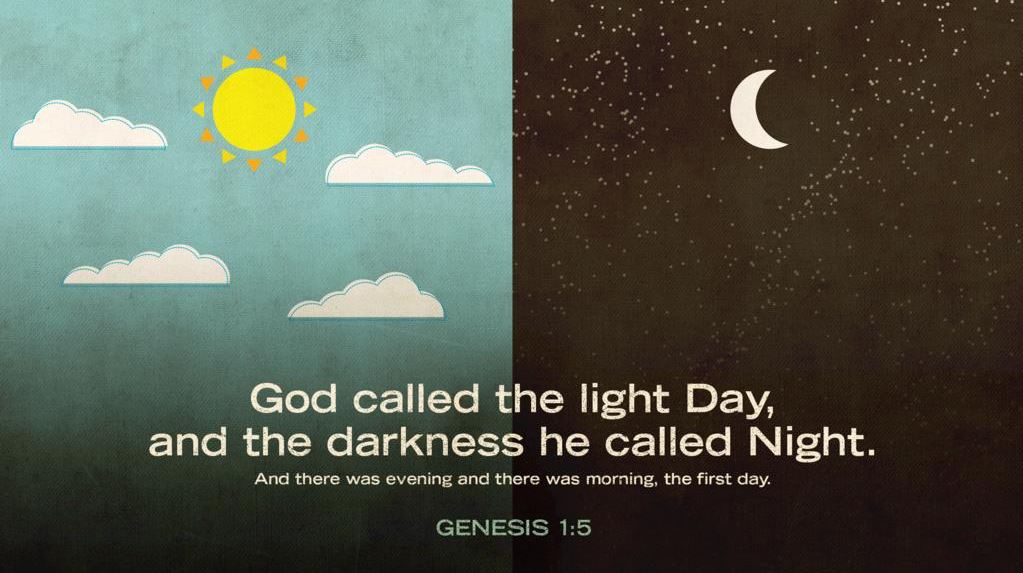 God called the light Day,
and the darkness he called Night.
And there was evening and there was morning, the first day.
GENESIS 1:5